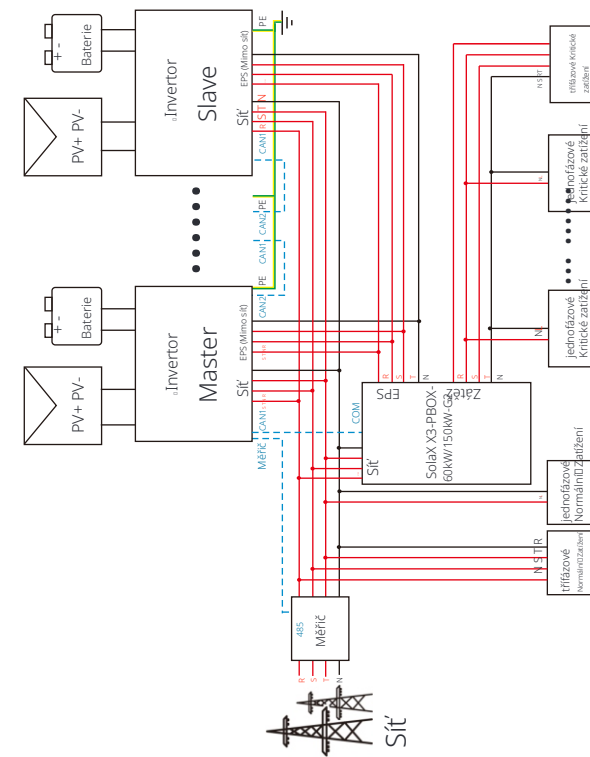 PV+ PV-
Baterie
+ -
PV+ PV-
Baterie
+ -
Invertor
Master
Síť
EPS (Mimo síť)
Invertor
Slave
Síť
EPS (Mimo síť)
Měřič
CAN1
CAN2
PE
CAN1
CAN2
PE
CAN1
R S T N
PE
485
Měřič
R
S
T
N
Síť
COM
Síť
SolaX X3-PBOX-
60kW/150kW-G2
EPS
R
S
T
N
Zátěž
R
S
T
N
N S T R
třífázové
Normální Zatížení
N
jednofázové
Normální Zatížení
N L
jednofázové
Kritické zatížení
jednofázové
Kritické zatížení
N S R T
třífázové Kritické
zatížení